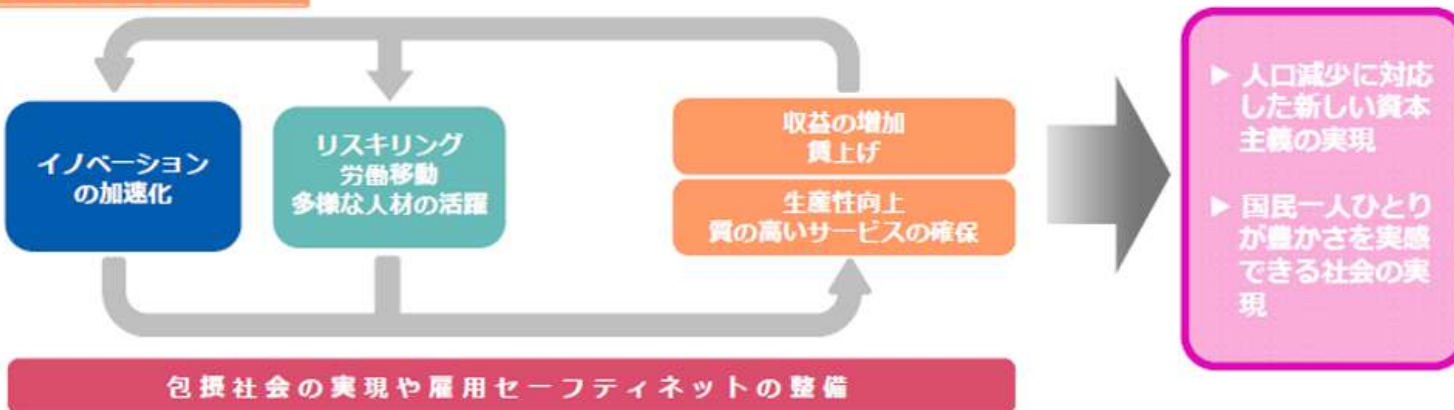 イノベーション
の加速化
リスキリング
労働移動
多様な人材の活躍
収益の増加
賃上げ
生産性向上
質の高いサービスの確保
▶ 人口減少に対応
した新しい資本
主義の実現
▶ 国民一人ひとり
が豊かさを実感
できる社会の実
現
包摂社会の実現や雇用セーフティネットの整備